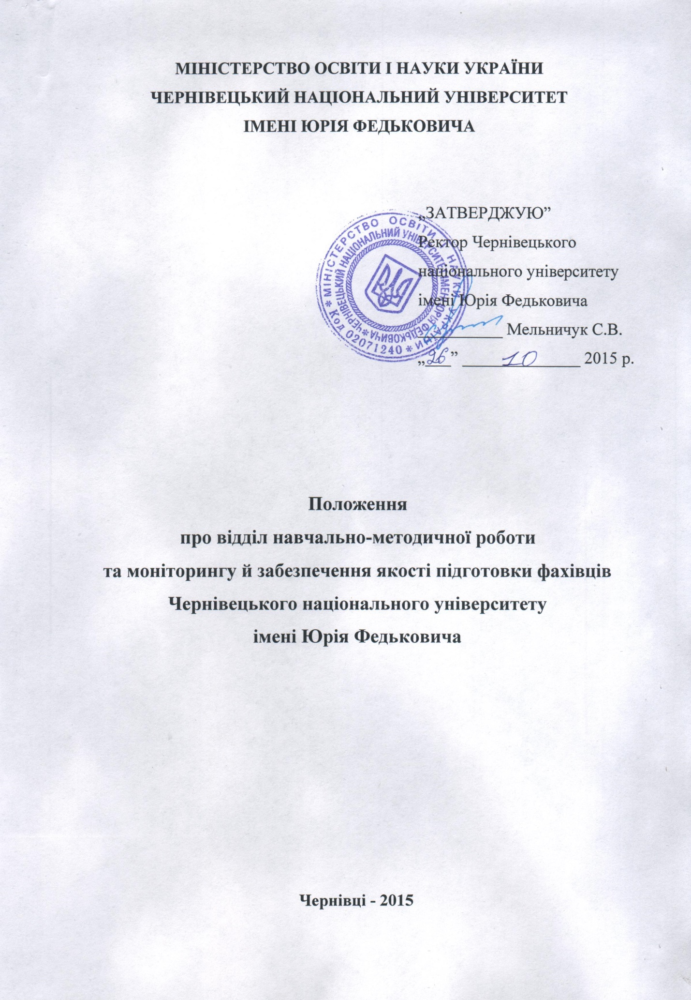 МІНІСТЕРСТВО ОСВІТИ І НАУКИ УКРАЇНИ
ЧЕРНІВЕЦЬКИЙ НАЦІОНАЛЬНИЙ УНІВЕРСИТЕТ
ІМЕНІ ЮРІЯ ФЕДЬКОВИЧА
„ЗАТВЕРДЖУЮ”
Ректор Чернівецького
національного університету
імені Юрія Федьковича
__________ Мельничук С.В.
„26” 10 2015 р.
* МІНІСТЕРСТВО ОСВІТИ І НАУКИ УКРАЇНИ * Код 02071240
* ЧЕРНІВЕЦЬКИЙ НАЦІОНАЛЬНИЙ УНІВЕРСИТЕТ ІМЕНІ ЮРІЯ ФЕДЬКОВИЧА
Положення
про відділ навчально-методичної роботи
та моніторингу й забезпечення якості підготовки фахівців
Чернівецького національного університету
імені Юрія Федьковича
Чернівці - 2015